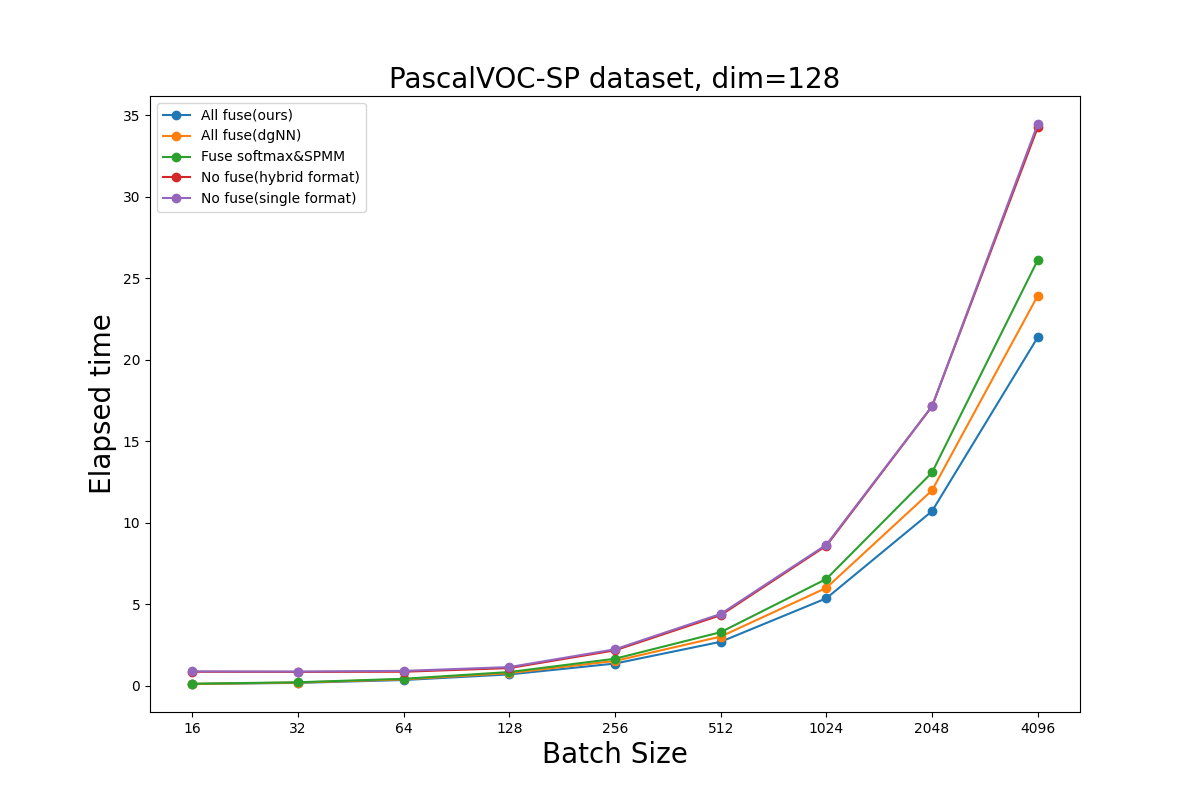 PascalVOC-SP dataset, dim=128
All fuse(ours)
All fuse(dgNN)
Fuse softmax&SPMM
No fuse(hybrid format)
No fuse(single format)
35
30
25
20
15
10
5
0
Elapsed time
16 32 64 128 256 512 1024 2048 4096
Batch Size